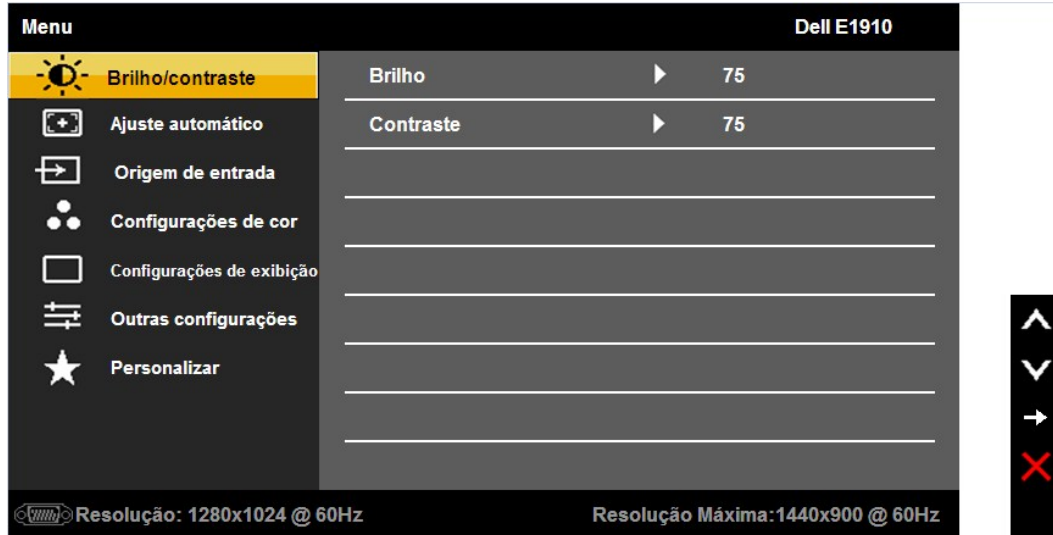 Menu Dell E1910
Brilho/contraste Brilho 75
Ajuste automático Contraste 75
Origem de entrada
Configurações de cor
Configurações de exibição
Outras configurações
Personalizar
Resolução: 1280x1024 @ 60Hz Resolução Máxima:1440x900 @ 60Hz